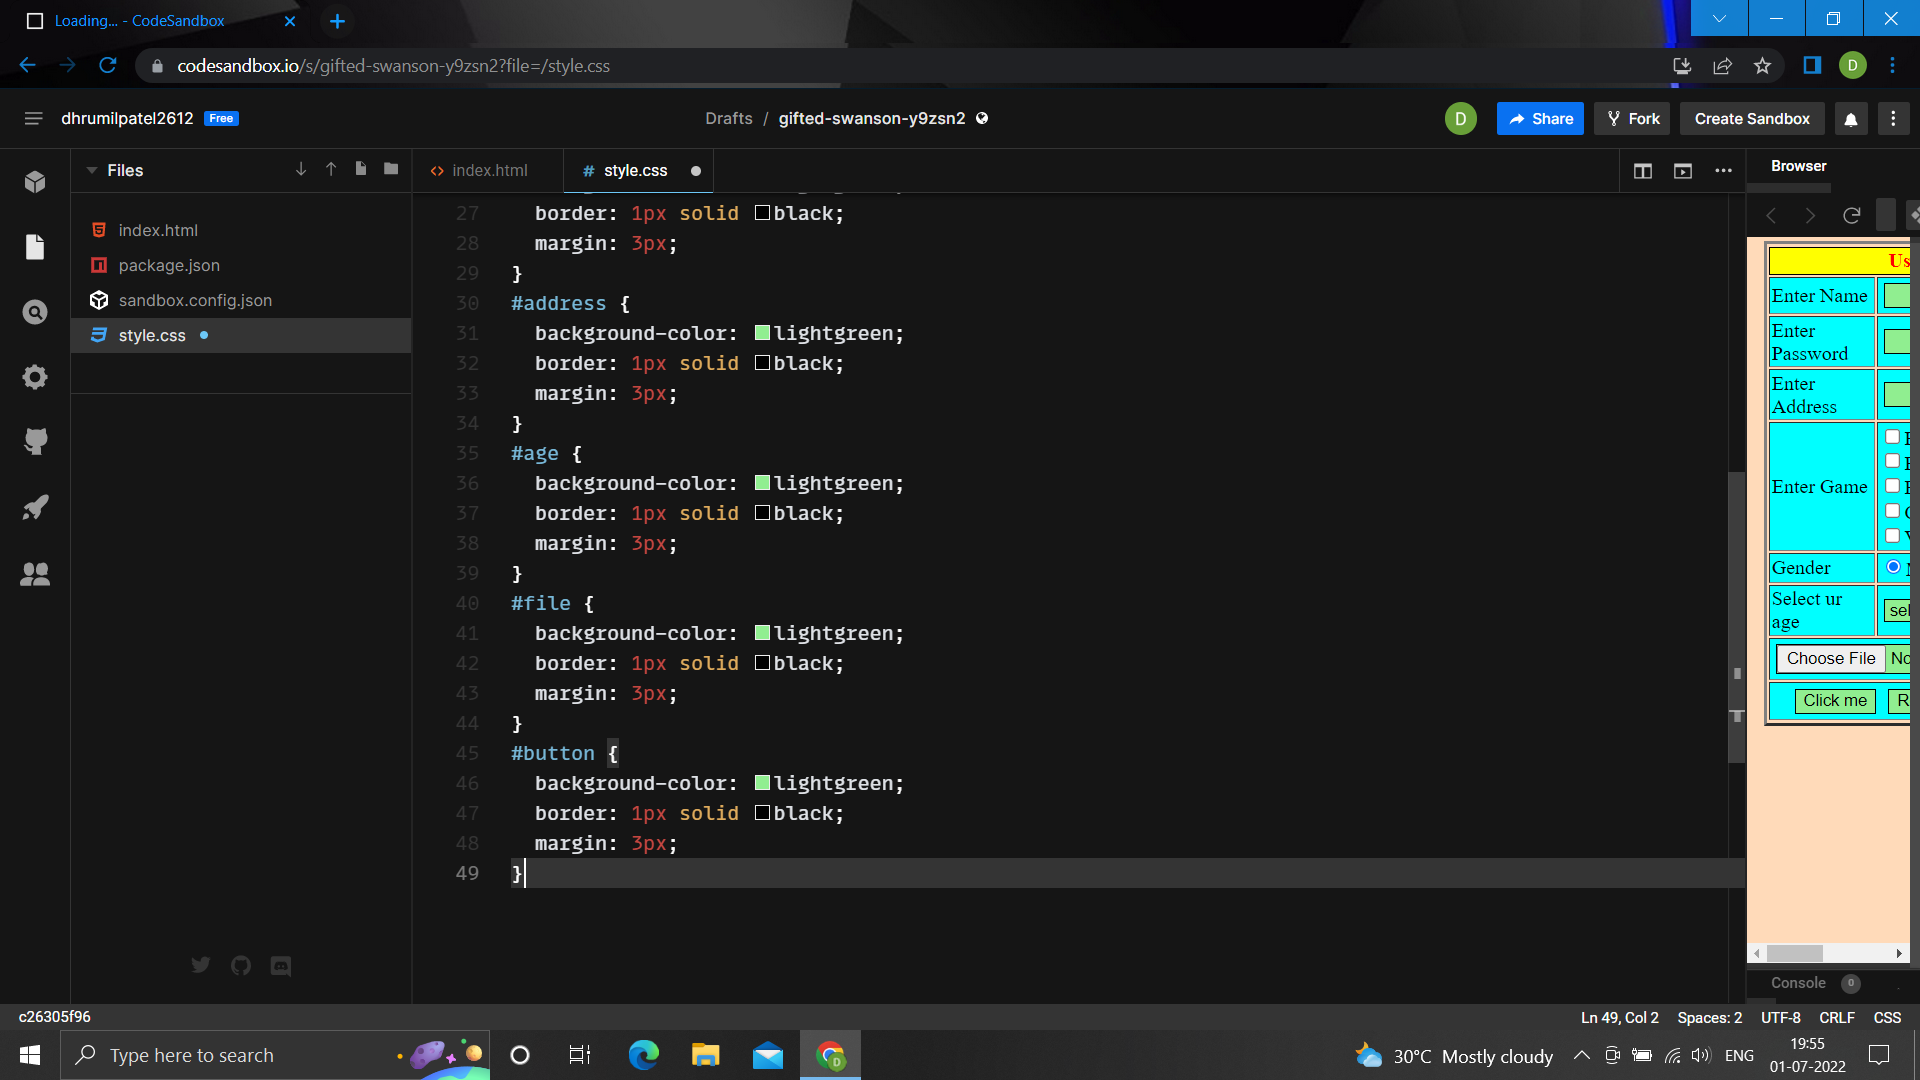 Loading... - CodeSandbox
codesandbox.io/s/gifted-swanson-y9zsn2?file=/style.css
D
dhrumilpatel2612 Free
Drafts / gifted-swanson-y9zsn2
D Share Fork Create Sandbox
Files
index.html
package.json
sandbox.config.json
style.css
index.html # style.css
27 border: 1px solid black;
28 margin: 3px;
29 }
30 #address {
31 background-color: lightgreen;
32 border: 1px solid black;
33 margin: 3px;
34 }
35 #age {
36 background-color: lightgreen;
37 border: 1px solid black;
38 margin: 3px;
39 }
40 #file {
41 background-color: lightgreen;
42 border: 1px solid black;
43 margin: 3px;
44 }
45 #button {
46 background-color: lightgreen;
47 border: 1px solid black;
48 margin: 3px;
49 }
Browser
Us
Enter Name
Enter
Password
Enter
Address
Enter Game
Gender
Select ur
age
sel
Choose File No
Click me R
Console 0
c26305f96
Ln 49, Col 2 Spaces: 2 UTF-8 CRLF CSS
Type here to search
D
30°C Mostly cloudy
ENG
19:55
01-07-2022